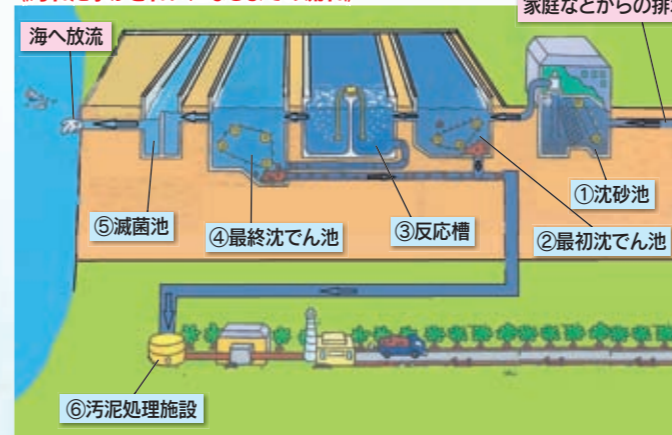 家庭などからの排
海へ放流
①沈砂池
②最初沈でん池
③反応槽
④最終沈でん池
⑤滅菌池
⑥汚泥処理施設